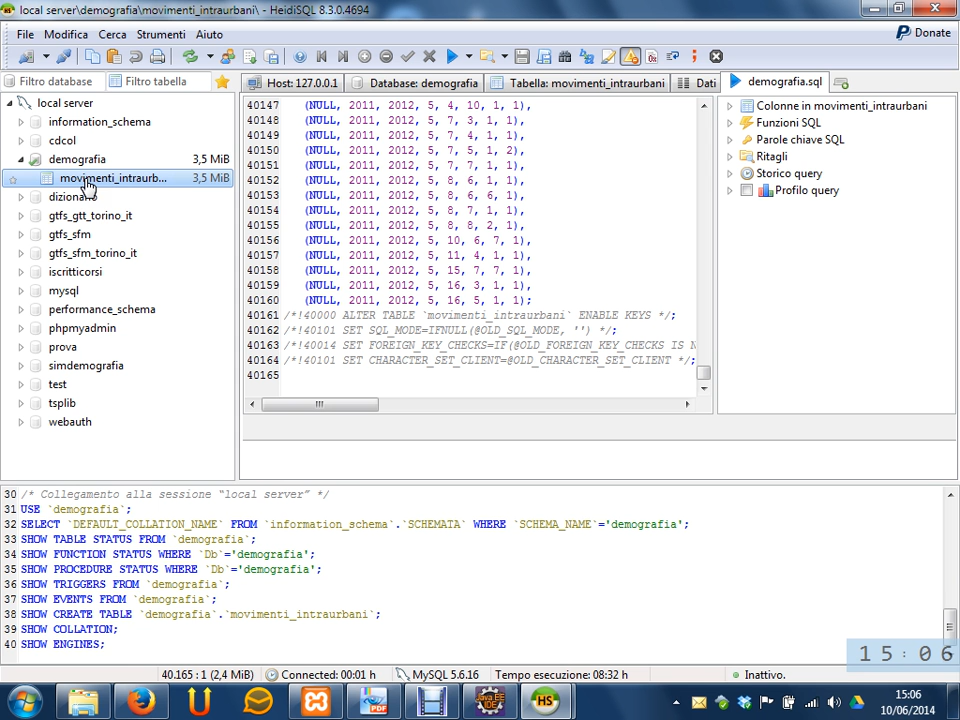 local server\demografia\movimenti_intraurbani\ - HeidiSQL 8.3.0.4694
File Modifica Cerca Strumenti Aiuto
Donate
Filtro database Filtro tabella
Host: 127.0.0.1 Database: demografia Tabella: movimenti_intraurbani Dati demografia.sql
local server
information_schema
cdcol
demografia 3,5 MiB
movimenti_intraurb... 3,5 MiB
dizionario
gtfs_gtt_torino_it
gtfs_sfm
gtfs_sfm_torino_it
iscritticorsi
mysql
performance_schema
phpmyadmin
prova
simdemografia
test
tsplib
webauth
40147 (NULL, 2011, 2012, 5, 4, 10, 1, 1),
40148 (NULL, 2011, 2012, 5, 7, 3, 1, 1),
40149 (NULL, 2011, 2012, 5, 7, 4, 1, 1),
40150 (NULL, 2011, 2012, 5, 7, 5, 1, 2),
40151 (NULL, 2011, 2012, 5, 7, 7, 1, 1),
40152 (NULL, 2011, 2012, 5, 8, 6, 1, 1),
40153 (NULL, 2011, 2012, 5, 8, 6, 6, 1),
40154 (NULL, 2011, 2012, 5, 8, 7, 1, 1),
40155 (NULL, 2011, 2012, 5, 8, 8, 2, 1),
40156 (NULL, 2011, 2012, 5, 10, 6, 7, 1),
40157 (NULL, 2011, 2012, 5, 11, 4, 1, 1),
40158 (NULL, 2011, 2012, 5, 15, 7, 7, 1),
40159 (NULL, 2011, 2012, 5, 16, 3, 1, 1),
40160 (NULL, 2011, 2012, 5, 16, 5, 1, 1);
40161 /*!40000 ALTER TABLE `movimenti_intraurbani` ENABLE KEYS */;
40162 /*!40101 SET SQL_MODE=IFNULL(@OLD_SQL_MODE, '') */;
40163 /*!40014 SET FOREIGN_KEY_CHECKS=IF(@OLD_FOREIGN_KEY_CHECKS IS N
40164 /*!40101 SET CHARACTER_SET_CLIENT=@OLD_CHARACTER_SET_CLIENT */;
40165
Colonne in movimenti_intraurbani
Funzioni SQL
Parole chiave SQL
Ritagli
Storico query
Profilo query
30 /* Collegamento alla sessione "local server" */
31 USE `demografia`;
32 SELECT `DEFAULT_COLLATION_NAME` FROM `information_schema`.`SCHEMATA` WHERE `SCHEMA_NAME`='demografia';
33 SHOW TABLE STATUS FROM `demografia`;
34 SHOW FUNCTION STATUS WHERE `Db`='demografia';
35 SHOW PROCEDURE STATUS WHERE `Db`='demografia';
36 SHOW TRIGGERS FROM `demografia`;
37 SHOW EVENTS FROM `demografia`;
38 SHOW CREATE TABLE `demografia`.`movimenti_intraurbani`;
39 SHOW COLLATION;
40 SHOW ENGINES;
15:06
40.165 : 1 (2,4 MiB) Connected: 00:01 h MySQL 5.6.16 Tempo esecuzione: 08:32 h Inattivo.
PDF
Java EE IDE
HS
15:06
10/06/2014